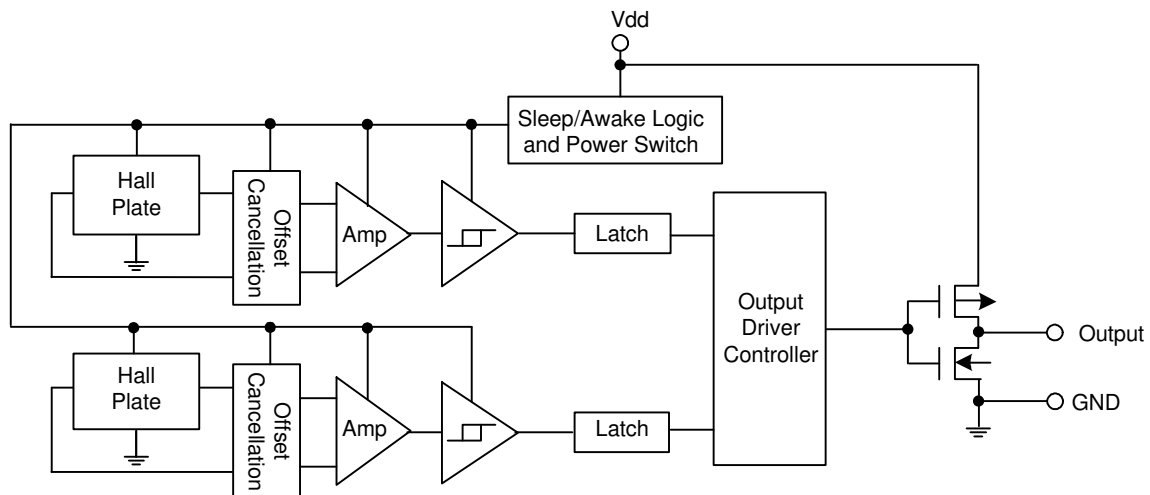 Vdd
Sleep/Awake Logic
and Power Switch
Hall
Plate
Offset
Cancellation
Amp
Latch
Output
Driver
Controller
Output
GND
Hall
Plate
Offset
Cancellation
Amp
Latch